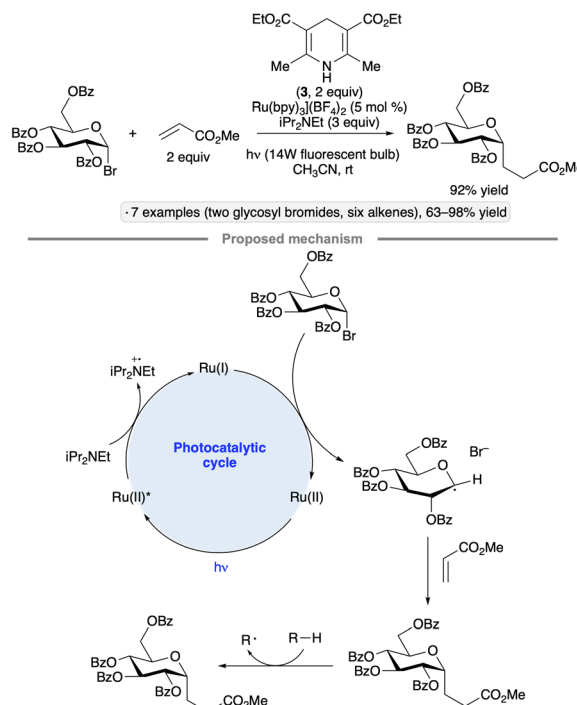 EtO₂C
CO₂Et
Me
N
H
Me
(3, 2 equiv)
Ru(bpy)₃](BF₄)₂ (5 mol %)
iPr₂NEt (3 equiv)
hν (14W fluorescent bulb)
CH₃CN, rt
OBz
O
BzO
BzO
BzO
Br
+
CO₂Me
2 equiv
OBz
O
BzO
BzO
BzO
CO₂Me
92% yield
· 7 examples (two glycosyl bromides, six alkenes), 63–98% yield
Proposed mechanism
OBz
O
BzO
BzO
BzO
Br
+•
iPr₂NEt
Ru(I)
iPr₂NEt
Photocatalytic
cycle
Ru(II)*
Ru(II)
hν
OBz
Br⁻
BzO
O
BzO
H
•
OBz
CO₂Me
OBz
O
BzO
BzO
BzO
CO₂Me
R•
R–H
OBz
O
BzO
BzO
BzO
CO₂Me